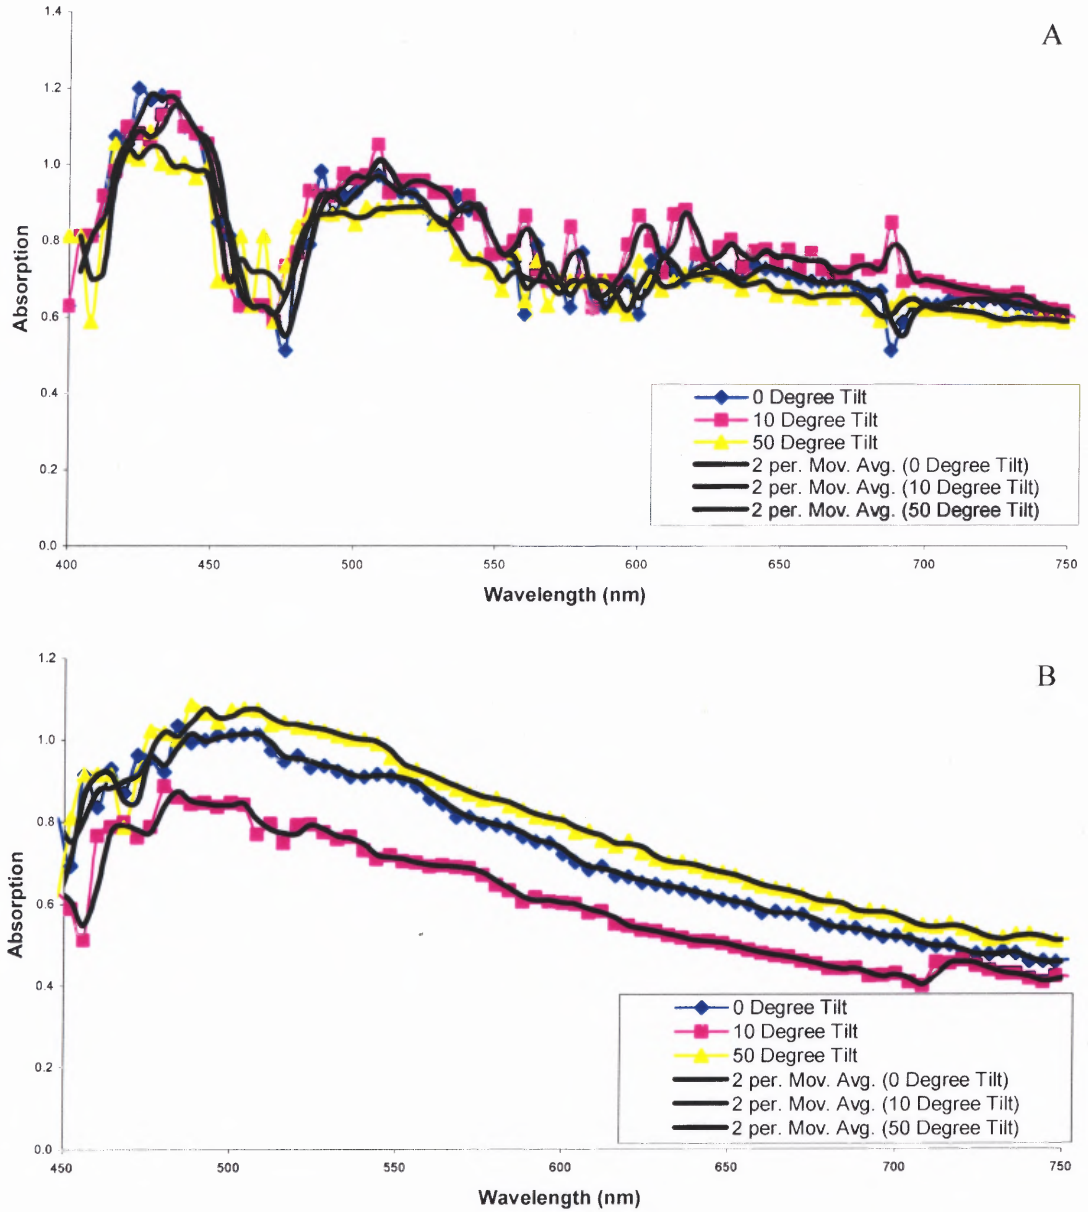 A
1.4
1.2
1.0
0.8
0.6
0.4
0.2
0.0
Absorption
400 450 500 550 600 650 700 750
Wavelength (nm)
0 Degree Tilt
10 Degree Tilt
50 Degree Tilt
2 per. Mov. Avg. (0 Degree Tilt)
2 per. Mov. Avg. (10 Degree Tilt)
2 per. Mov. Avg. (50 Degree Tilt)
B
1.2
1.0
0.8
0.6
0.4
0.2
0.0
Absorption
450 500 550 600 650 700 750
Wavelength (nm)
0 Degree Tilt
10 Degree Tilt
50 Degree Tilt
2 per. Mov. Avg. (0 Degree Tilt)
2 per. Mov. Avg. (10 Degree Tilt)
2 per. Mov. Avg. (50 Degree Tilt)